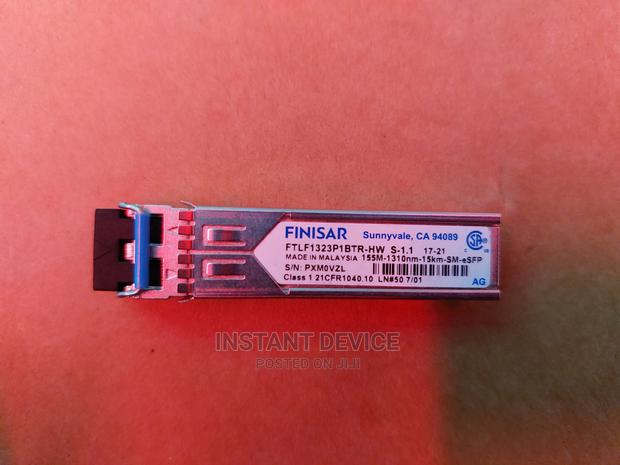 FINISAR Sunnyvale, CA 94089
FTLF1323P1BTR-HW S-1.1 17-21
MADE IN MALAYSIA 155M-1310nm-15km-SM-eSFP
S/N: PXM0VZL
Class 1 21CFR1040.10 LN#50 7/01
AG
INSTANT DEVICE
POSTED ON JIJI